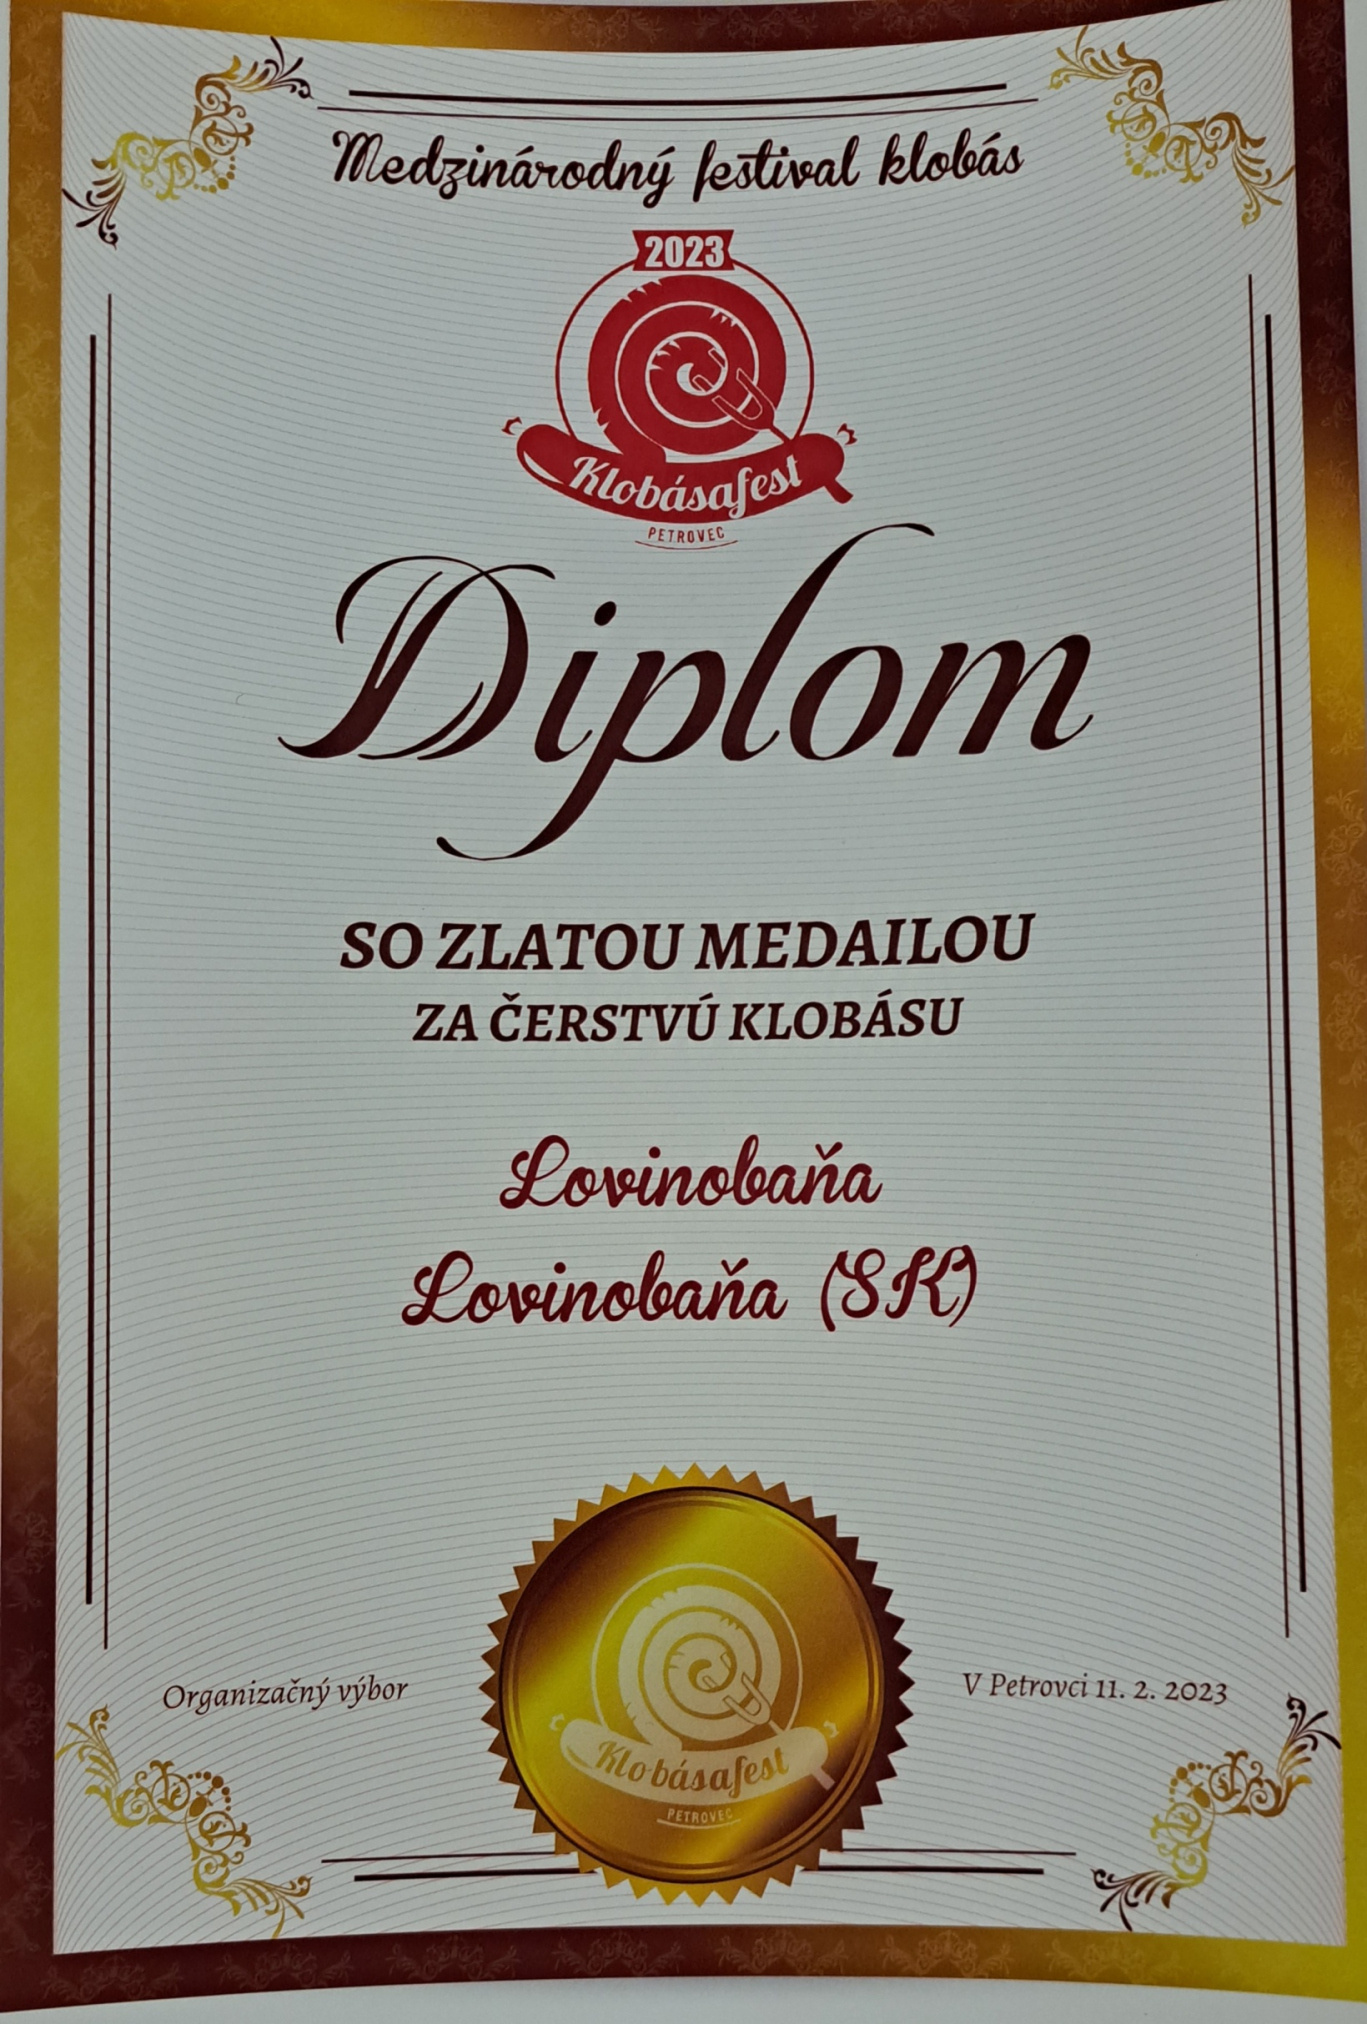 Medzinárodný festival klobás
2023
Klobásafest
PETROVEC
Diplom
SO ZLATOU MEDAILOU
ZA ČERSTVÚ KLOBÁSU
Lovinobaňa
Lovinobaňa (SK)
Organizačný výbor
V Petrovci 11. 2. 2023
Klobásafest
PETROVEC